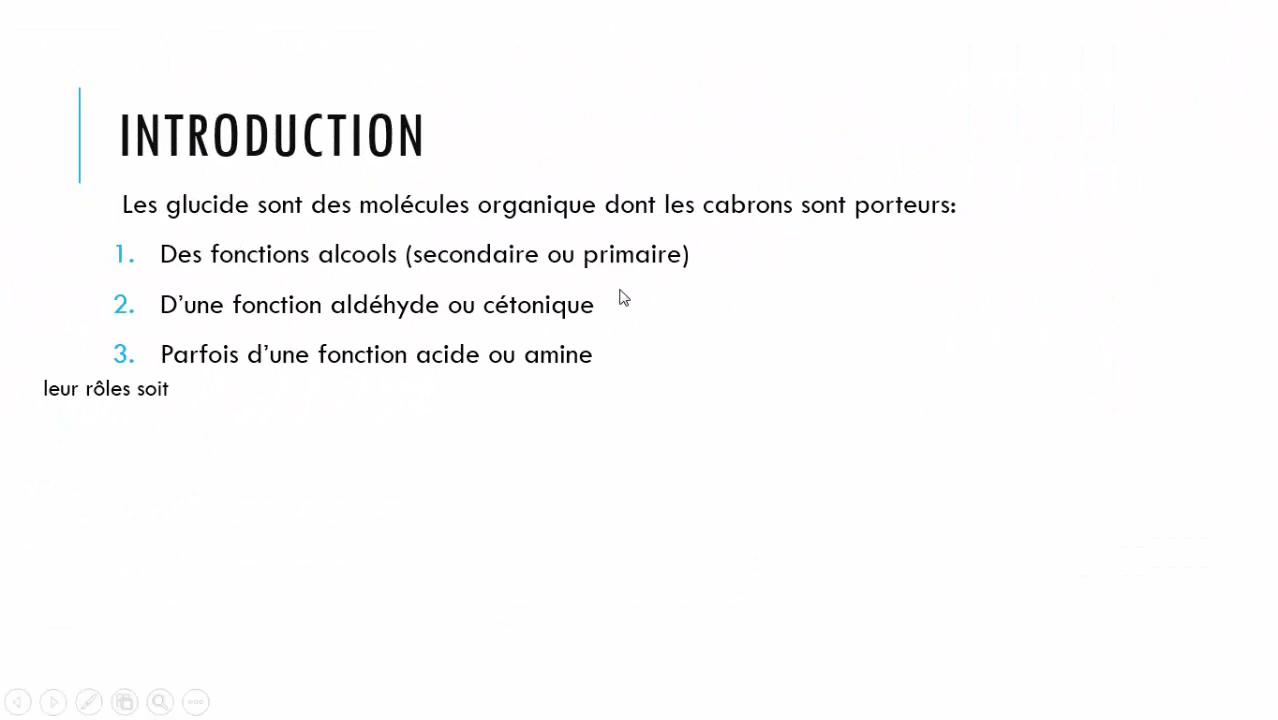 INTRODUCTION
Les glucide sont des molécules organique dont les cabrons sont porteurs:
1. Des fonctions alcools (secondaire ou primaire)
2. D’une fonction aldéhyde ou cétonique
3. Parfois d’une fonction acide ou amine
leur rôles soit